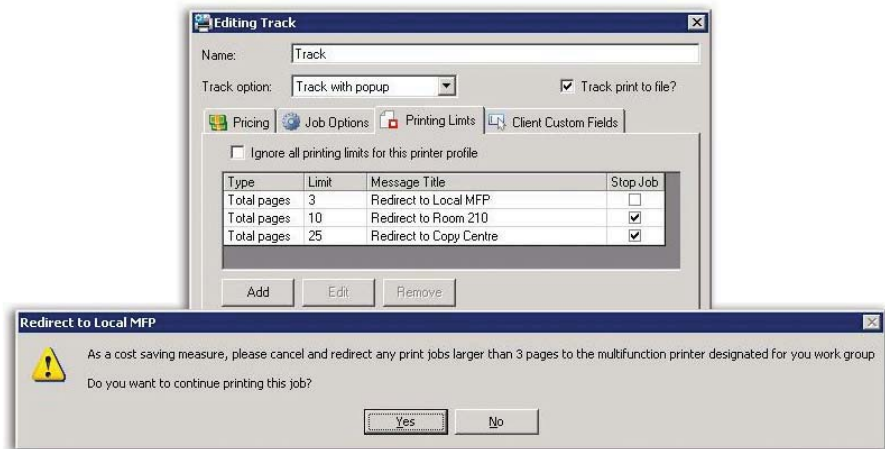 Editing Track
Name: Track
Track option: Track with popup Track print to file?
Pricing Job Options Printing Limts Client Custom Fields
Ignore all printing limits for this printer profile
Type Limit Message Title Stop Job
Total pages 3 Redirect to Local MFP
Total pages 10 Redirect to Room 210
Total pages 25 Redirect to Copy Centre
Add Edit Remove
Redirect to Local MFP
As a cost saving measure, please cancel and redirect any print jobs larger than 3 pages to the multifunction printer designated for you work group
Do you want to continue printing this job?
Yes No